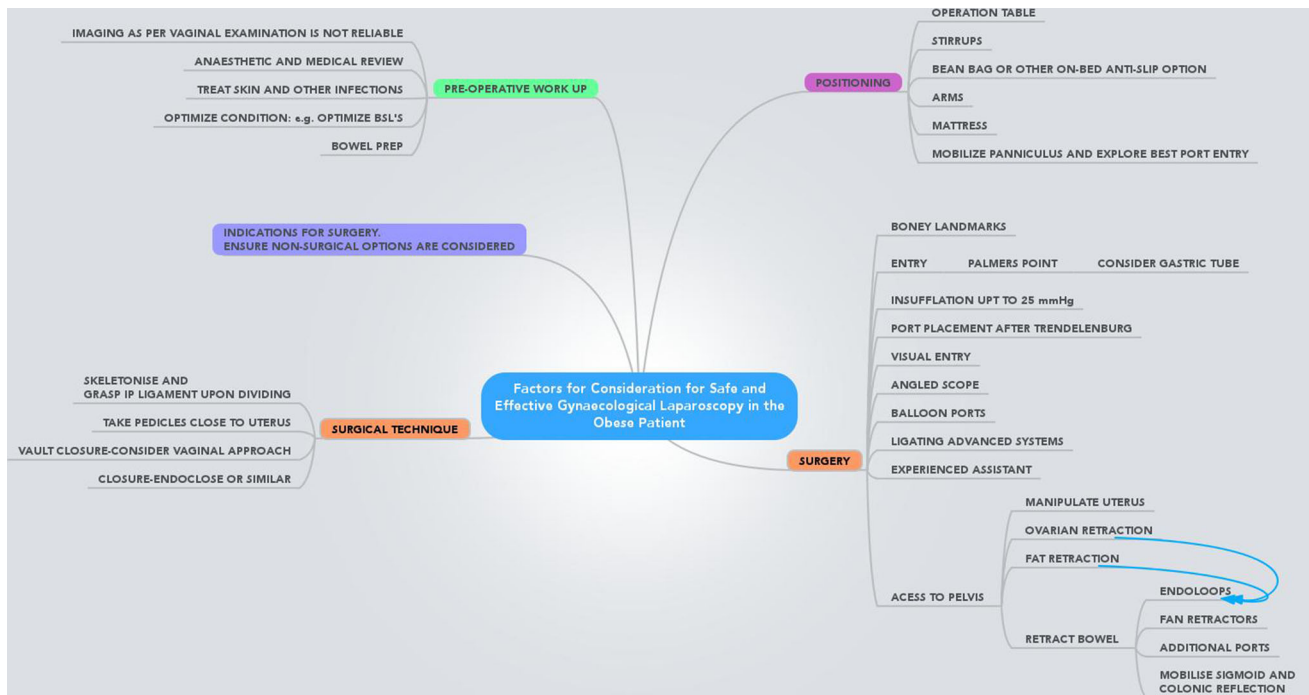 IMAGING AS PER VAGINAL EXAMINATION IS NOT RELIABLE
ANAESTHETIC AND MEDICAL REVIEW
TREAT SKIN AND OTHER INFECTIONS
OPTIMIZE CONDITION: e.g. OPTIMIZE BSL'S
BOWEL PREP
PRE-OPERATIVE WORK UP
INDICATIONS FOR SURGERY.
ENSURE NON-SURGICAL OPTIONS ARE CONSIDERED
SKELETONISE AND
GRASP IP LIGAMENT UPON DIVIDING
TAKE PEDICLES CLOSE TO UTERUS
VAULT CLOSURE-CONSIDER VAGINAL APPROACH
CLOSURE-ENDOCLOSE OR SIMILAR
SURGICAL TECHNIQUE
Factors for Consideration for Safe and
Effective Gynaecological Laparoscopy in the
Obese Patient
POSITIONING
OPERATION TABLE
STIRRUPS
BEAN BAG OR OTHER ON-BED ANTI-SLIP OPTION
ARMS
MATTRESS
MOBILIZE PANNICULUS AND EXPLORE BEST PORT ENTRY
SURGERY
BONEY LANDMARKS
ENTRY PALMERS POINT CONSIDER GASTRIC TUBE
INSUFFLATION UPT TO 25 mmHg
PORT PLACEMENT AFTER TRENDELENBURG
VISUAL ENTRY
ANGLED SCOPE
BALLOON PORTS
LIGATING ADVANCED SYSTEMS
EXPERIENCED ASSISTANT
ACESS TO PELVIS
MANIPULATE UTERUS
OVARIAN RETRACTION
FAT RETRACTION
RETRACT BOWEL
ENDOLOOPS
FAN RETRACTORS
ADDITIONAL PORTS
MOBILISE SIGMOID AND
COLONIC REFLECTION